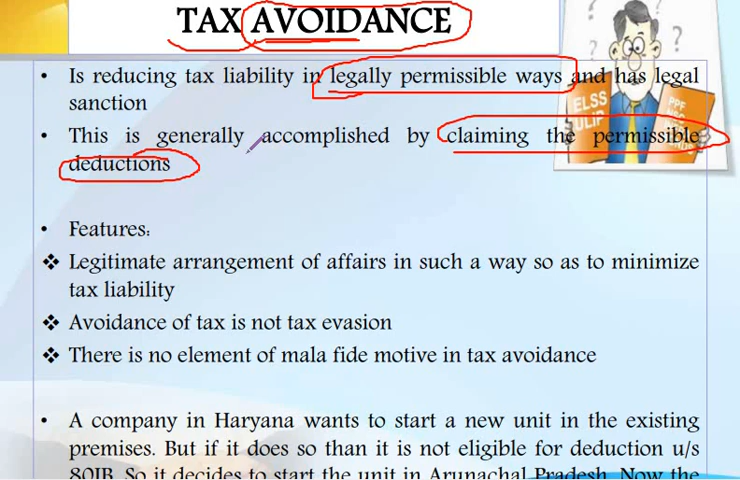 TAX AVOIDANCE
• Is reducing tax liability in legally permissible ways and has legal
sanction
• This is generally accomplished by claiming the permissible
deductions
• Features:
❖ Legitimate arrangement of affairs in such a way so as to minimize
tax liability
❖ Avoidance of tax is not tax evasion
❖ There is no element of mala fide motive in tax avoidance
• A company in Haryana wants to start a new unit in the existing
premises. But if it does so than it is not eligible for deduction u/s
80IB. So it decides to start the unit in Arunachal Pradesh. Now the
ELSS
ULIP
PPF